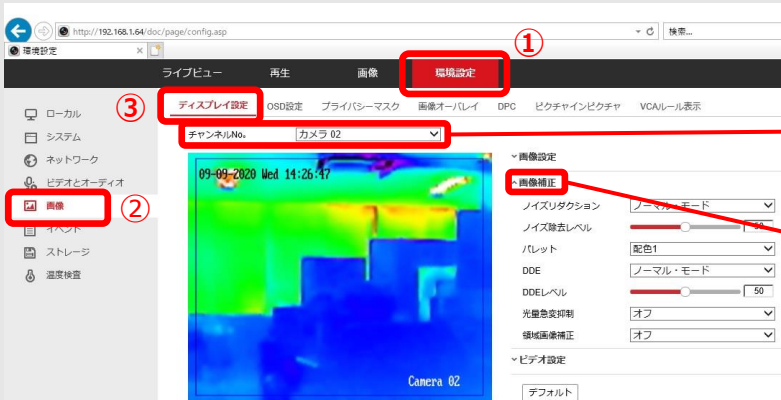 http://192.168.1.64/doc/page/config.asp
検索...
環境設定
①
ライブビュー 再生 画像 環境設定
③
ディスプレイ設定 OSD設定 プライバシーマスク 画像オーバレイ DPC ピクチャインピクチャ VCAルール表示
ローカル
システム
ネットワーク
ビデオとオーディオ
画像
②
イベント
ストレージ
温度検査
チャンネルNo。 カメラ 02
09-09-2020 Wed 14:26:47
Camera 02
画像設定
画像補正
ノイズリダクション ノーマル・モード
ノイズ除去レベル 50
パレット 配色1
DDE ノーマル・モード
DDEレベル 50
光量急変抑制 オフ
領域画像補正 オフ
ビデオ設定
デフォルト